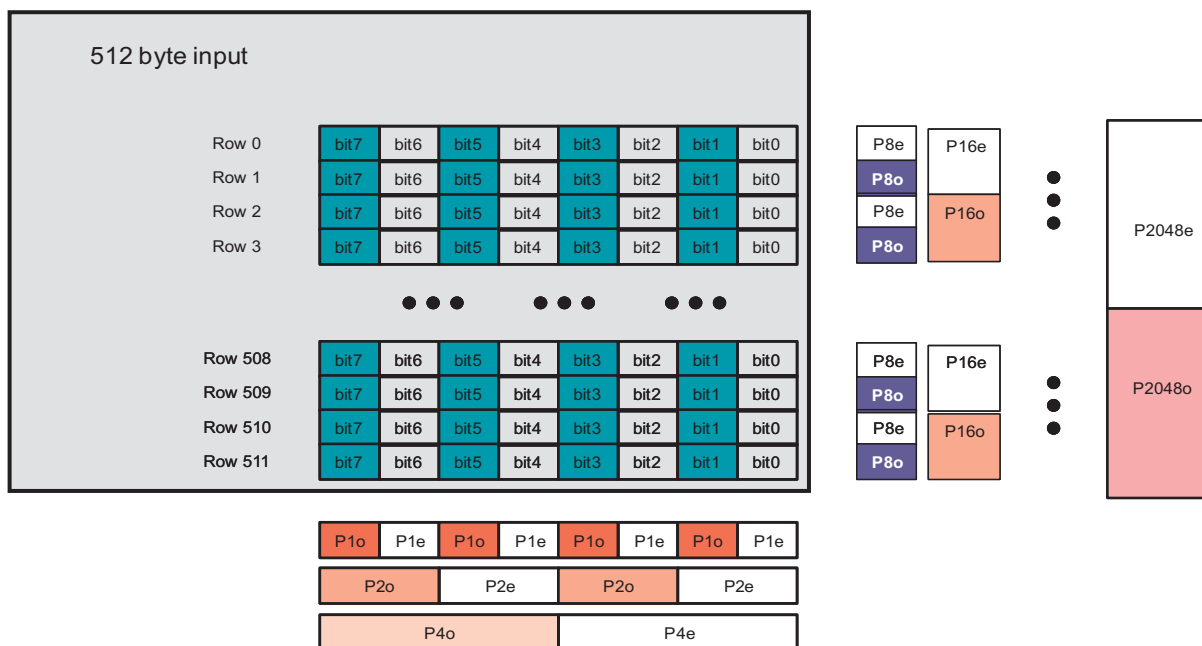 512 byte input
Row 0 bit7 bit6 bit5 bit4 bit3 bit2 bit1 bit0 P8e P16e
Row 1 bit7 bit6 bit5 bit4 bit3 bit2 bit1 bit0 P8o
Row 2 bit7 bit6 bit5 bit4 bit3 bit2 bit1 bit0 P8e P16o
P2048e
Row 3 bit7 bit6 bit5 bit4 bit3 bit2 bit1 bit0 P8o
Row 508 bit7 bit6 bit5 bit4 bit3 bit2 bit1 bit0 P8e P16e
Row 509 bit7 bit6 bit5 bit4 bit3 bit2 bit1 bit0 P8o P2048o
Row 510 bit7 bit6 bit5 bit4 bit3 bit2 bit1 bit0 P8e P16o
Row 511 bit7 bit6 bit5 bit4 bit3 bit2 bit1 bit0 P8o
P1o P1e P1o P1e P1o P1e P1o P1e
P2o P2e P2o P2e
P4o P4e